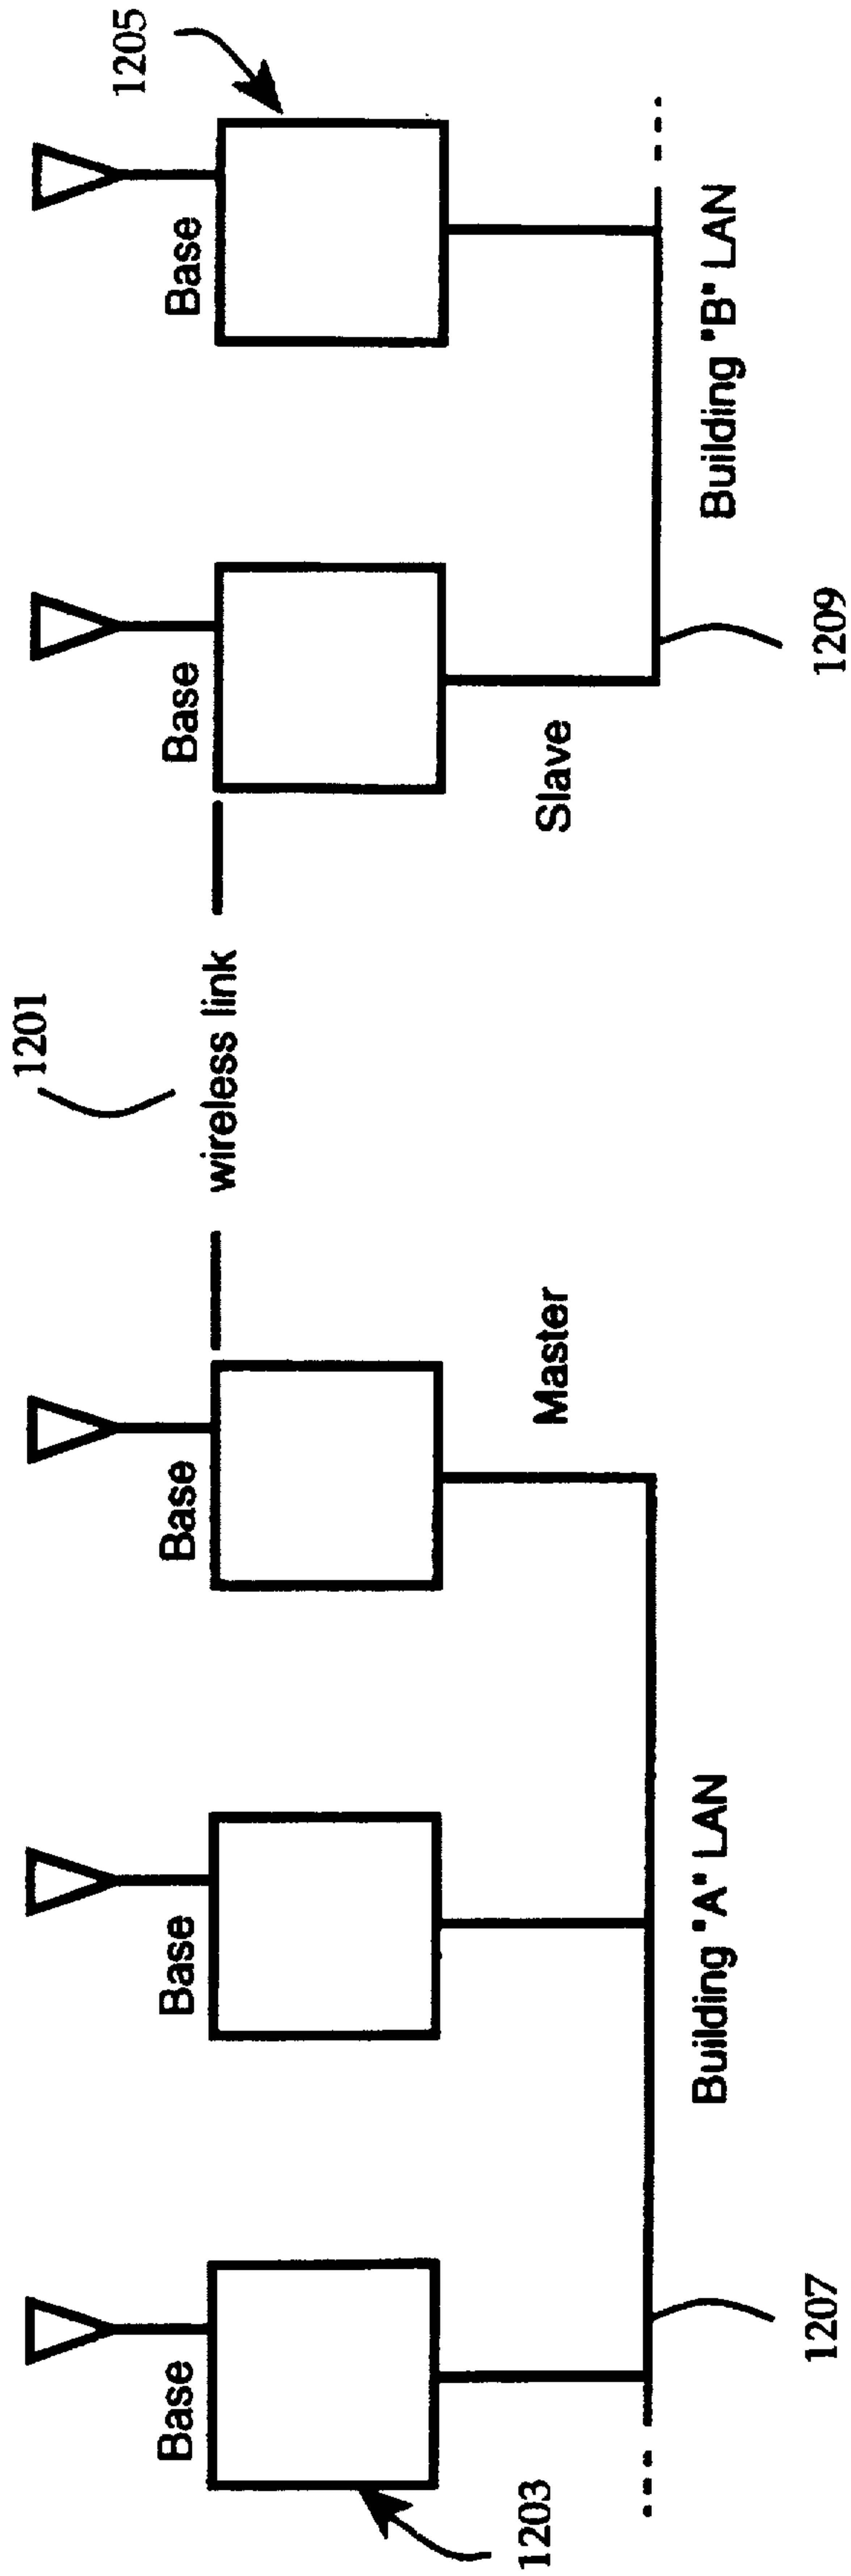 1201
1205
Base
Base
Base
wireless link
Base
Base
1203
Master
Slave
Building "A" LAN
Building "B" LAN
1207
1209